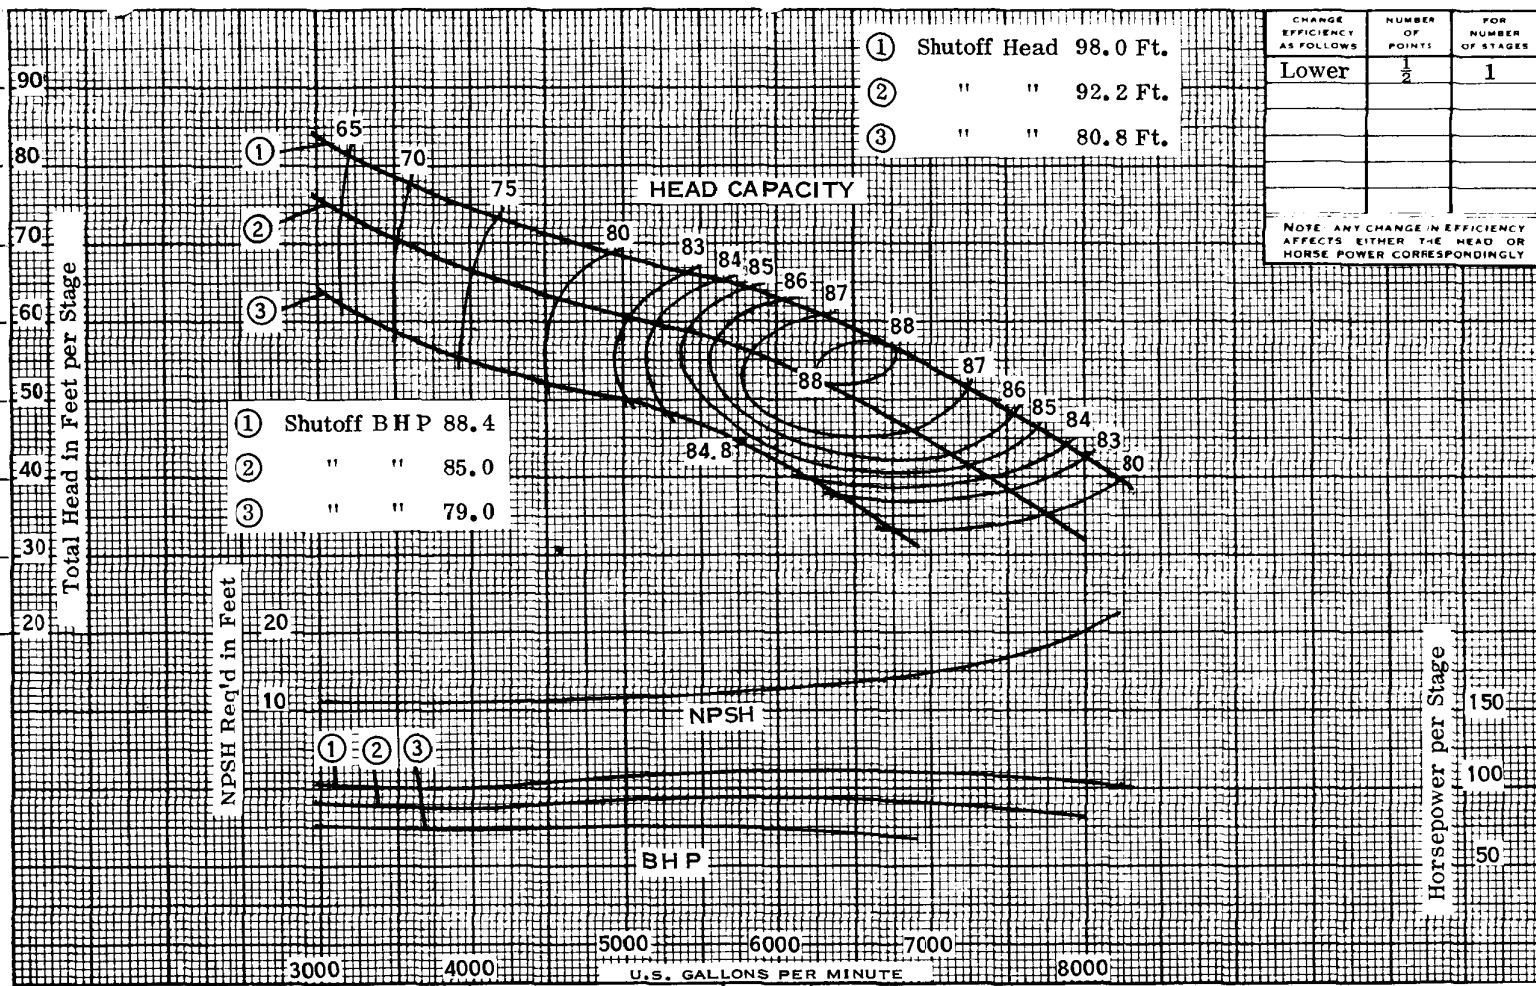 ① Shutoff Head 98.0 Ft.
② " " 92.2 Ft.
③ " " 80.8 Ft.
CHANGE EFFICIENCY AS FOLLOWS
NUMBER OF POINTS
FOR NUMBER OF STAGES
Lower ½ 1
NOTE: ANY CHANGE IN EFFICIENCY
AFFECTS EITHER THE HEAD OR
HORSE POWER CORRESPONDINGLY
HEAD CAPACITY
Total Head in Feet per Stage
90
80
70
60
50
40
30
20
①
②
③
65
70
75
80
83
84
85
86
87
88
88
87
86
85
84
83
80
84.8
① Shutoff BHP 88.4
② " " 85.0
③ " " 79.0
NPSH Req'd in Feet
20
10
NPSH
① ② ③
BHP
Horsepower per Stage
150
100
50
3000 4000 5000 6000 7000 8000
U.S. GALLONS PER MINUTE